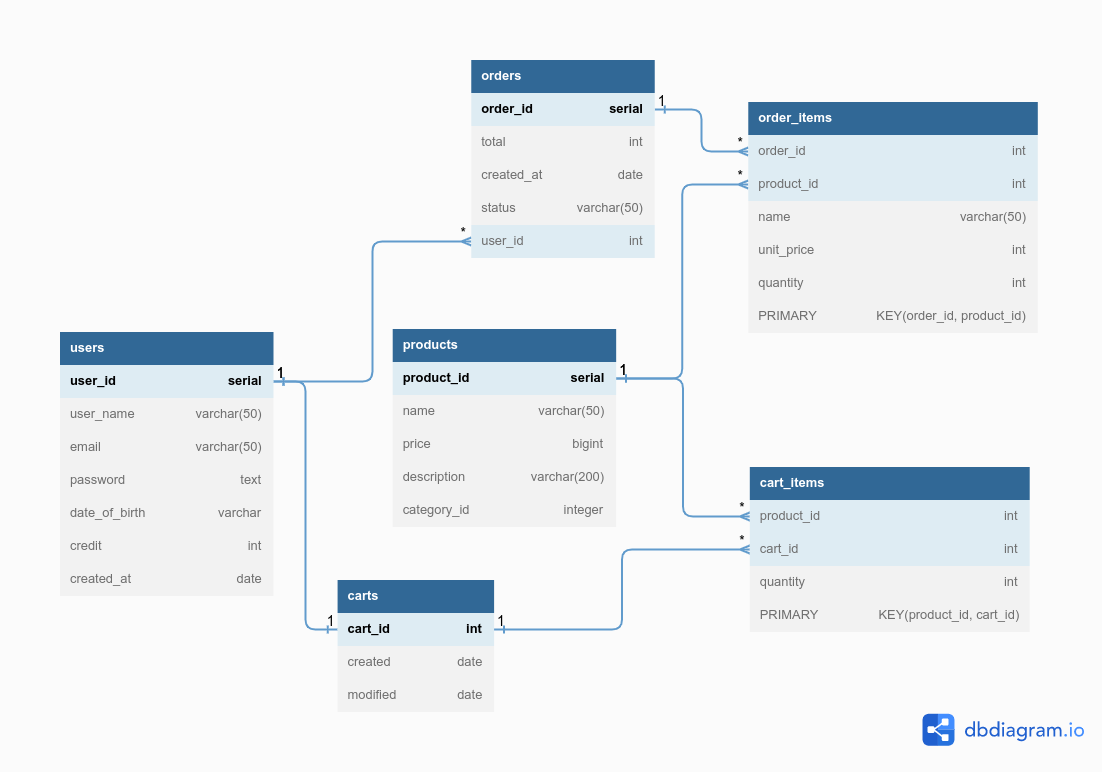 orders
order_id serial
total int
created_at date
status varchar(50)
user_id int
1
*
order_items
order_id int
product_id int
name varchar(50)
unit_price int
quantity int
PRIMARY KEY(order_id, product_id)
*
*
users
user_id serial
user_name varchar(50)
email varchar(50)
password text
date_of_birth varchar
credit int
created_at date
1
products
product_id serial
name varchar(50)
price bigint
description varchar(200)
category_id integer
1
cart_items
product_id int
cart_id int
quantity int
PRIMARY KEY(product_id, cart_id)
*
*
carts
cart_id int
created date
modified date
1
1
dbdiagram.io